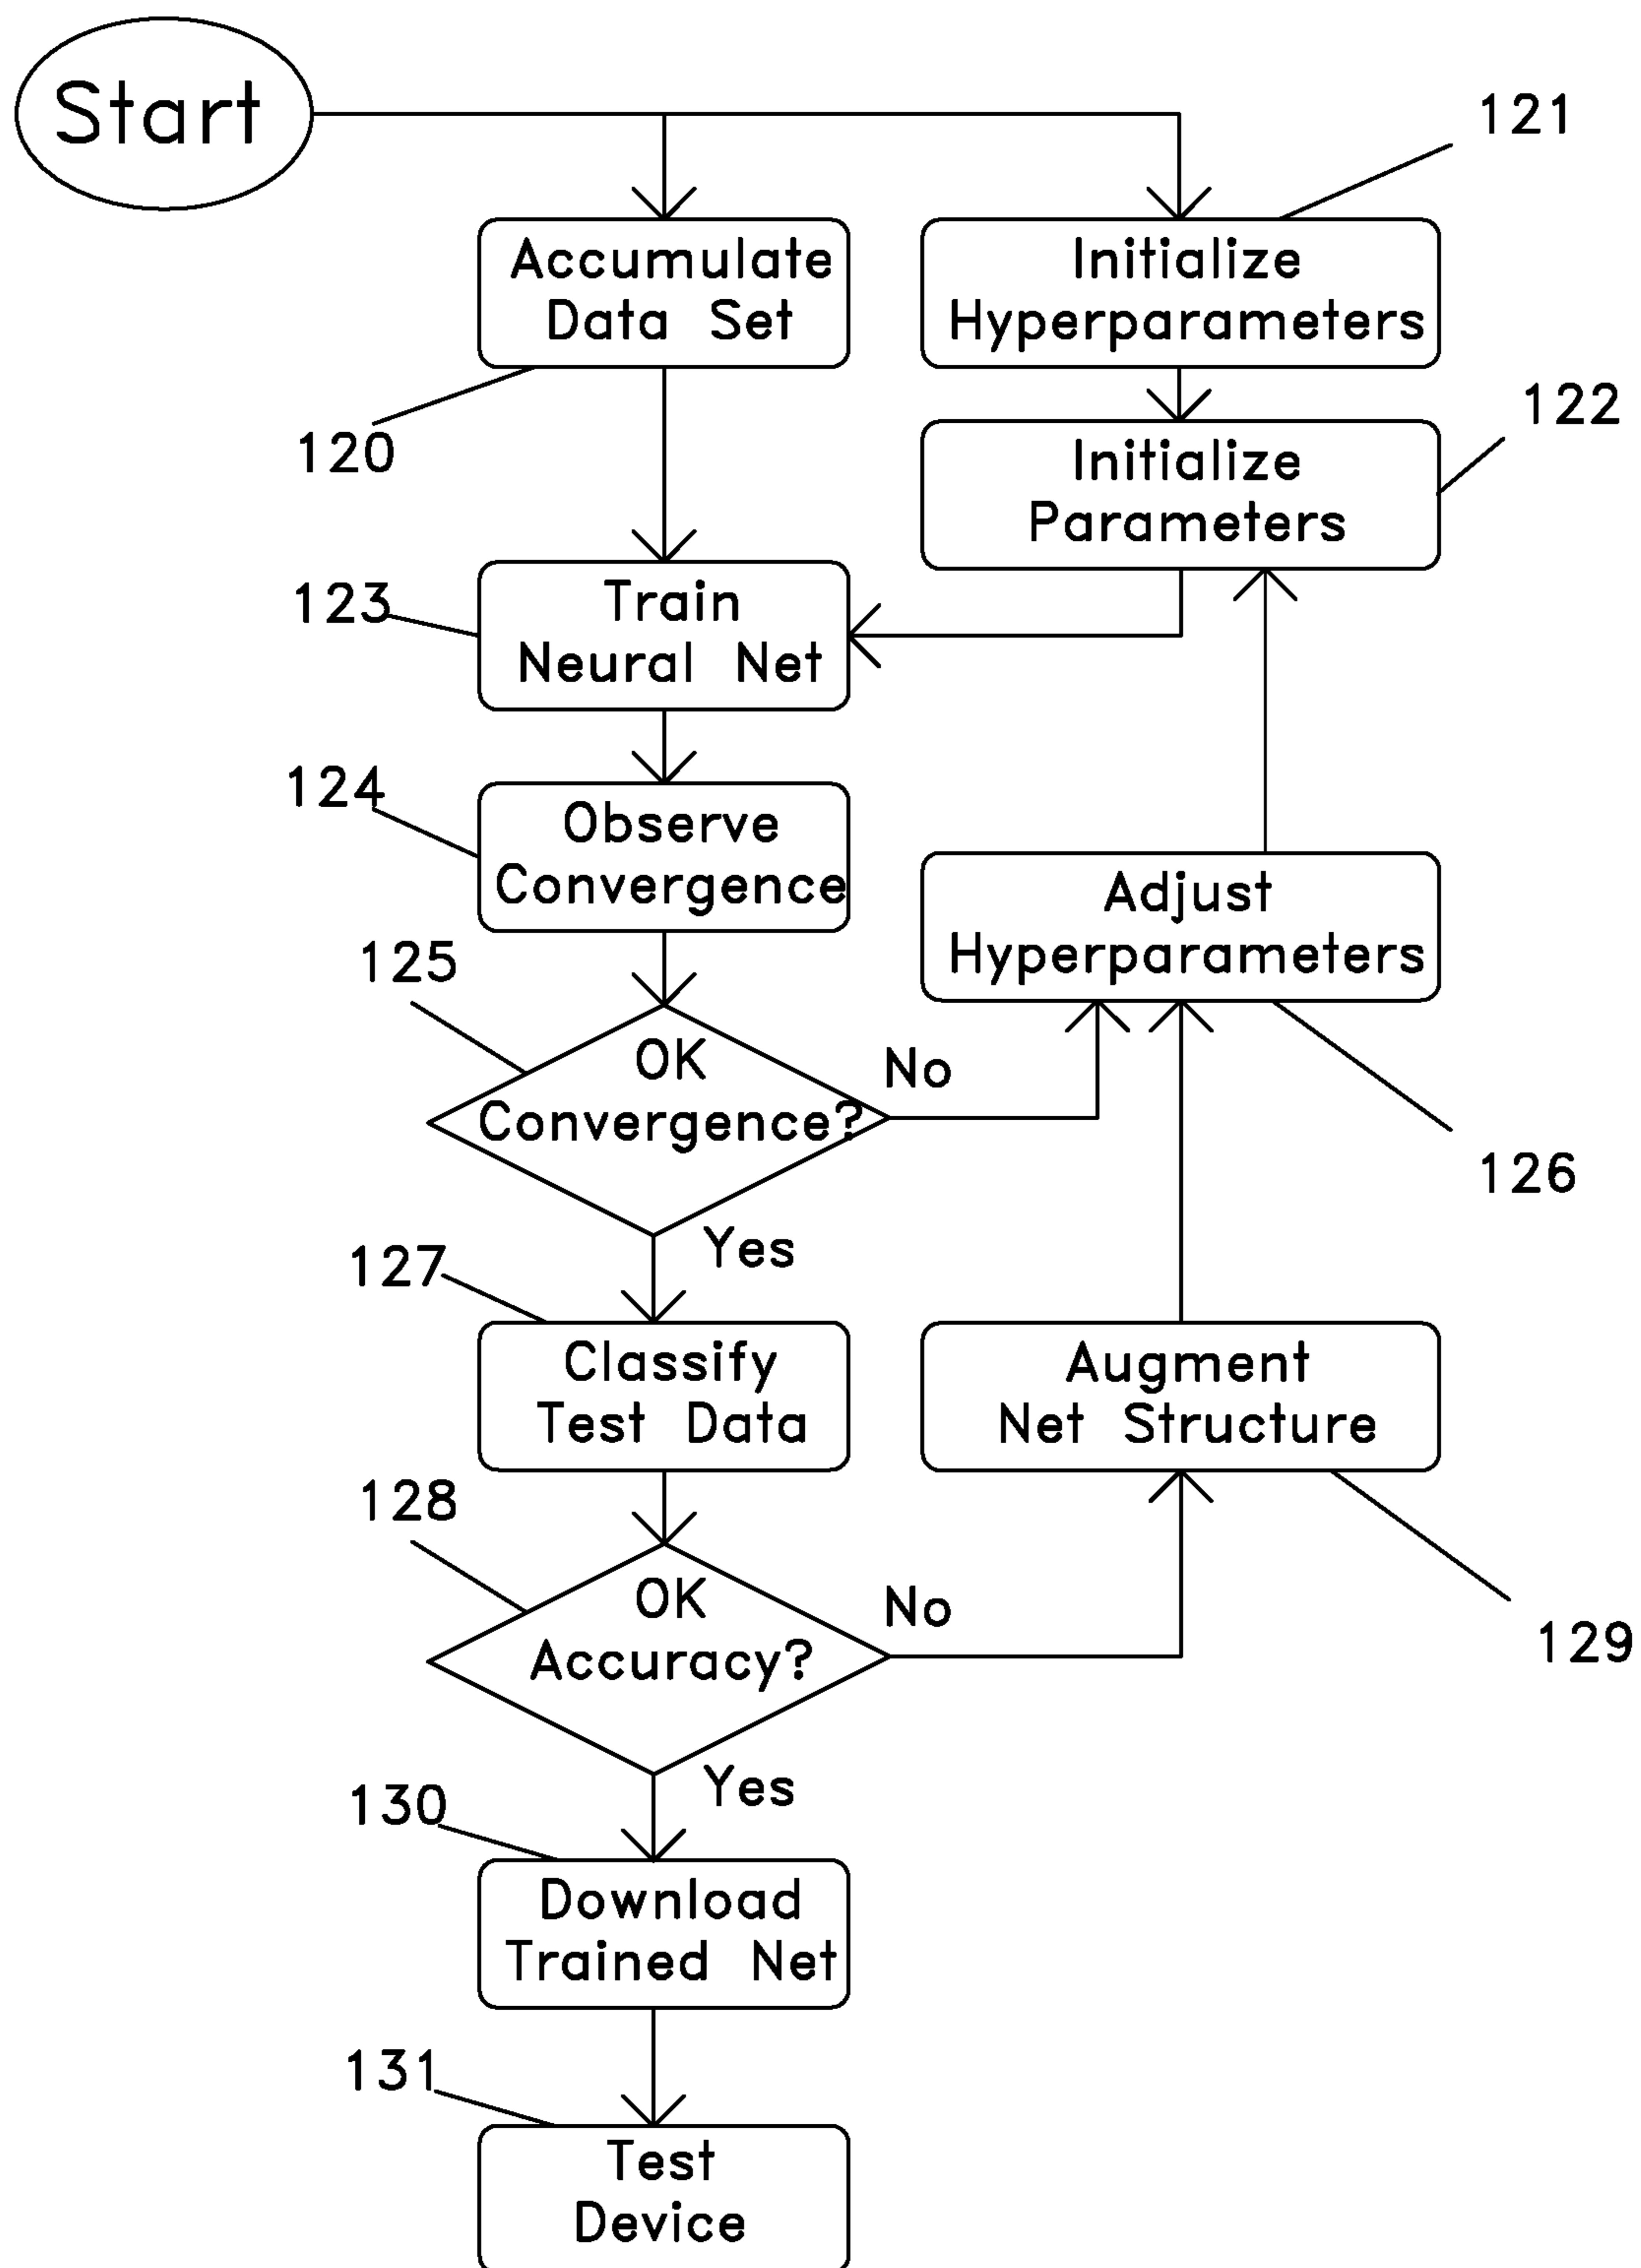 Start
121
Accumulate
Data Set
Initialize
Hyperparameters
120
122
Initialize
Parameters
123
Train
Neural Net
124
Observe
Convergence
Adjust
Hyperparameters
125
OK
Convergence?
No
126
Yes
127
Classify
Test Data
Augment
Net Structure
128
OK
Accuracy?
No
129
Yes
130
Download
Trained Net
131
Test
Device